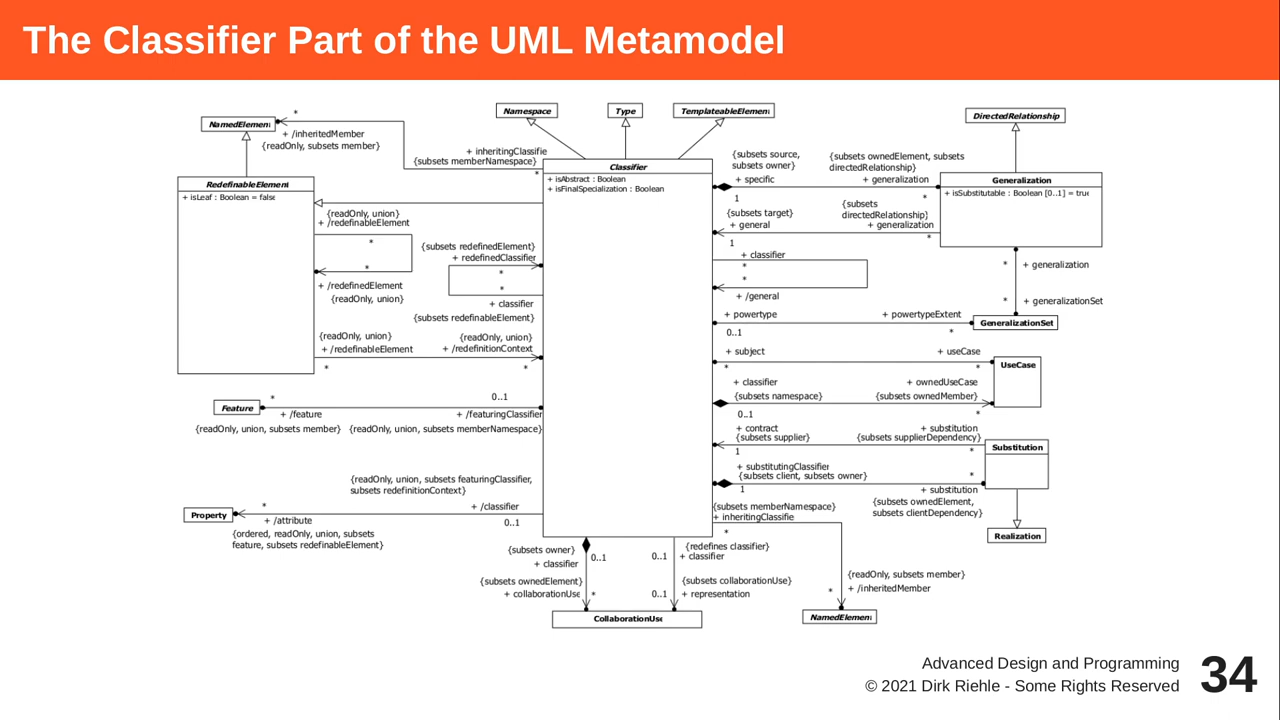 The Classifier Part of the UML Metamodel
Namespace
Type
TemplateableElement
DirectedRelationship
NamedElement
*
+ /inheritedMember
{readOnly, subsets member}
+ inheritingClassifie
{subsets memberNamespace}
*
Classifier
+ isAbstract : Boolean
+ isFinalSpecialization : Boolean
RedefinableElement
+ isLeaf : Boolean = false
{readOnly, union}
+ /redefinableElement
*
*
+ /redefinedElement
{readOnly, union}
{subsets redefinedElement}
+ redefinedClassifier
*
*
+ classifier
{subsets redefinableElement}
{readOnly, union}
+ /redefinableElement
*
{readOnly, union}
+ /redefinitionContext
*
Feature
*
+ /feature
{readOnly, union, subsets member}
0..1
+ /featuringClassifier
{readOnly, union, subsets memberNamespace}
{readOnly, union, subsets featuringClassifier,
subsets redefinitionContext}
+ /classifier
0..1
Property
*
+ /attribute
{ordered, readOnly, union, subsets
feature, subsets redefinableElement}
{subsets source,
subsets owner}
+ specific
1
{subsets ownedElement, subsets
directedRelationship}
+ generalization
*
Generalization
+ isSubstitutable : Boolean [0..1] = true
{subsets target}
+ general
1
{subsets
directedRelationship}
+ generalization
*
+ classifier
*
*
+ /general
* + generalization
* + generalizationSet
GeneralizationSet
+ powertype
0..1
+ powertypeExtent
*
+ subject
*
+ useCase
*
UseCase
+ classifier
{subsets namespace}
0..1
+ ownedUseCase
{subsets ownedMember}
*
+ contract
{subsets supplier}
1
+ substitution
{subsets supplierDependency}
*
Substitution
+ substitutingClassifier
{subsets client, subsets owner}
1
*
+ substitution
{subsets ownedElement,
subsets clientDependency}
Realization
{subsets memberNamespace}
+ inheritingClassifie
*
{readOnly, subsets member}
+ /inheritedMember
*
NamedElement
{subsets owner}
+ classifier
0..1
{subsets ownedElement}
+ collaborationUse
*
{redefines classifier}
0..1 + classifier
{subsets collaborationUse}
0..1 + representation
CollaborationUse
Advanced Design and Programming
© 2021 Dirk Riehle - Some Rights Reserved
34